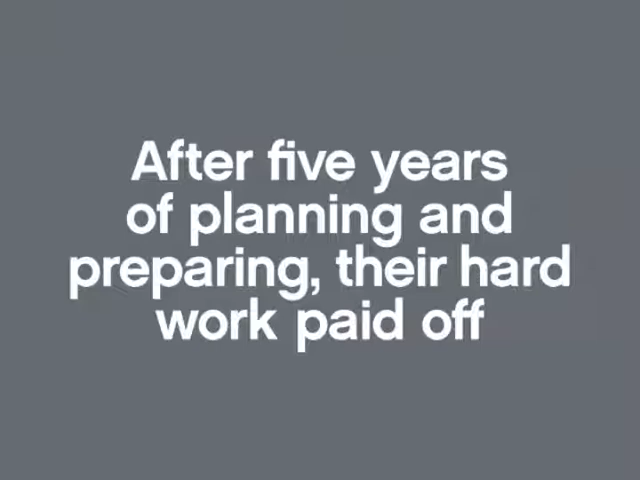 After five years
of planning and
preparing, their hard
work paid off